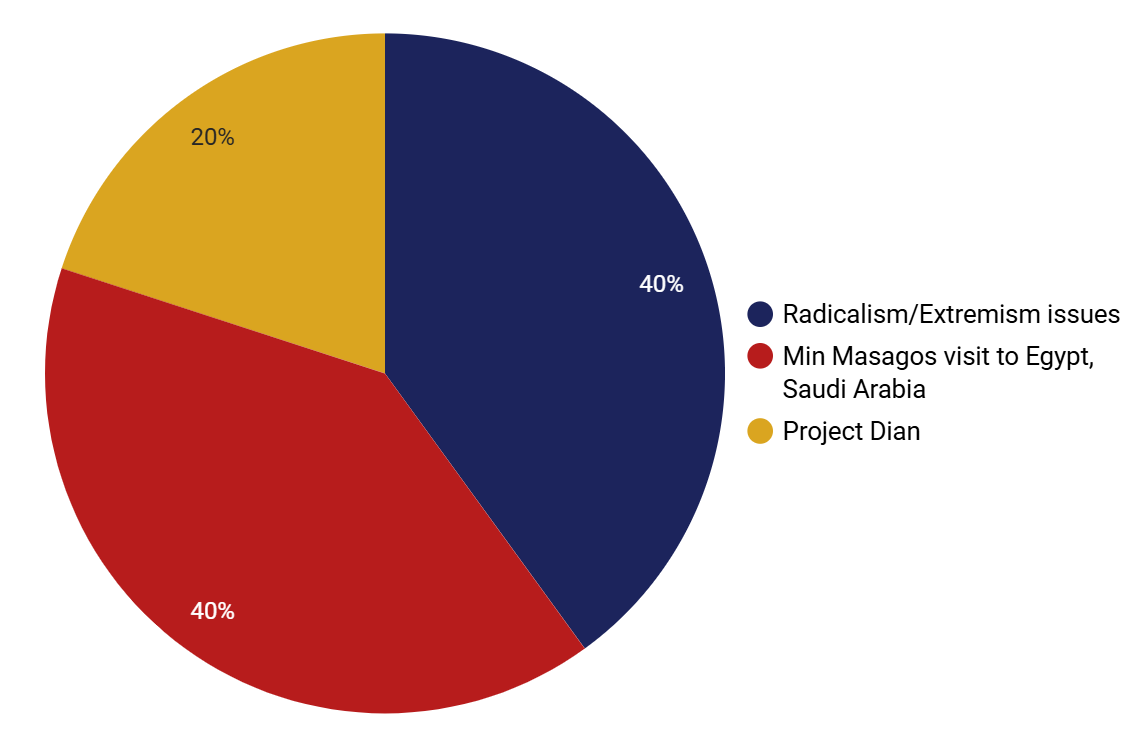 20%
40%
40%
Radicalism/Extremism issues
Min Masagos visit to Egypt,
Saudi Arabia
Project Dian